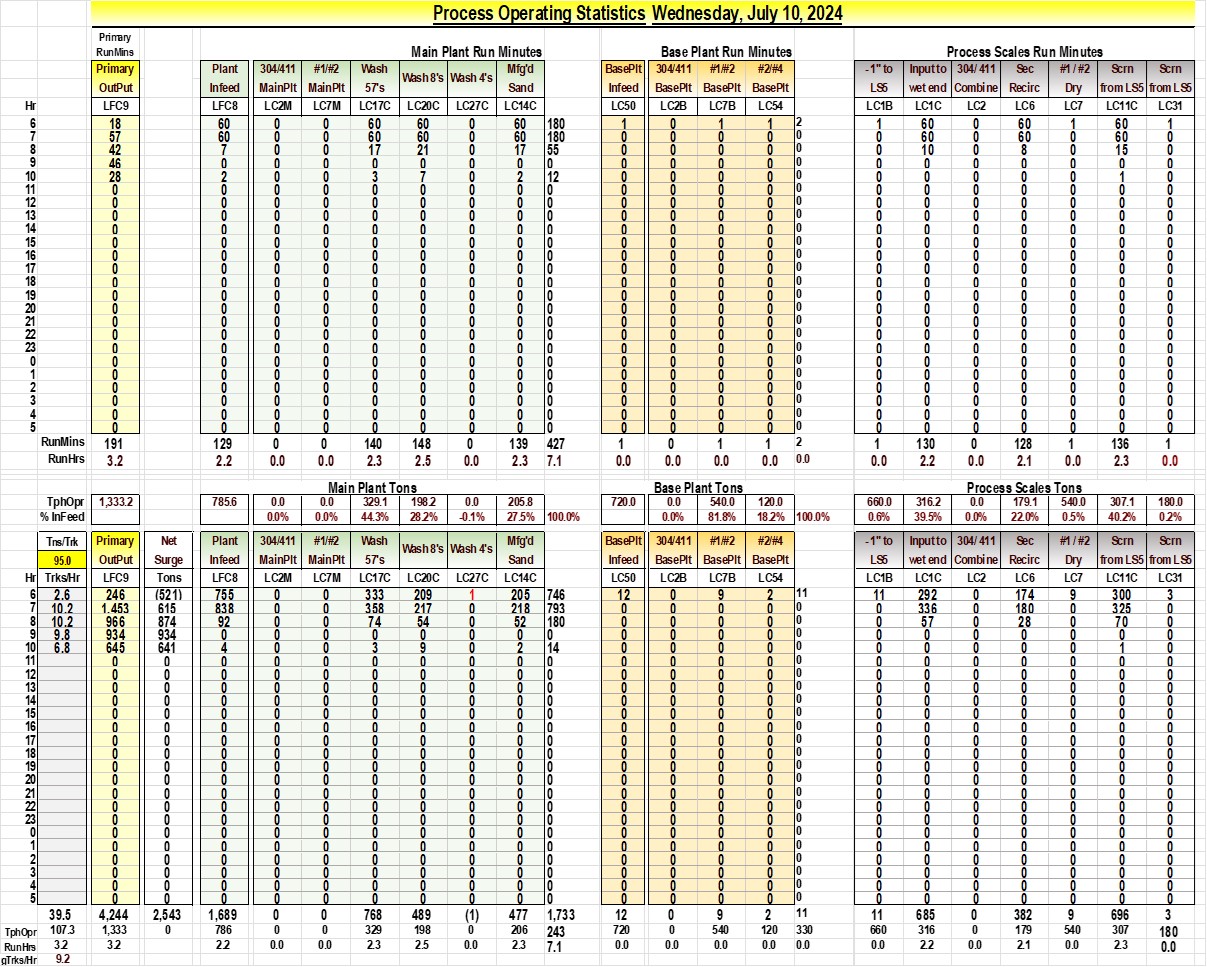 Process Operating Statistics Wednesday, July 10, 2024
Primary
RunMins Main Plant Run Minutes Base Plant Run Minutes Process Scales Run Minutes
Primary Plant 304/411 #1/#2 Wash Wash 8's Wash 4's Mfg'd BasePlt 304/411 #1/#2 #2/#4 -1" to Input to 304/ 411 Sec #1 / #2 Scrn Scrn
OutPut Infeed MainPlt MainPlt 57's Sand Infeed BasePlt BasePlt BasePlt LS5 wet end Combine Recirc Dry from LS5 from LS5
Hr LFC9 LFC8 LC2M LC7M LC17C LC20C LC27C LC14C LC50 LC2B LC7B LC54 LC1B LC1C LC2 LC6 LC7 LC11C LC31
6 18 60 0 0 60 60 0 60 180 1 0 1 1 2 1 60 0 60 1 60 1
7 57 60 0 0 60 60 0 60 180 0 0 0 0 0 0 60 0 60 0 60 0
8 42 7 0 0 17 21 0 17 55 0 0 0 0 0 0 10 0 8 0 15 0
9 46 0 0 0 0 0 0 0 0 0 0 0 0 0 0 0 0 0 0 0 0
10 28 2 0 0 3 7 0 2 12 0 0 0 0 0 0 0 0 0 0 1 0
11 0 0 0 0 0 0 0 0 0 0 0 0 0 0 0 0 0 0 0 0
12 0 0 0 0 0 0 0 0 0 0 0 0 0 0 0 0 0 0 0 0
13 0 0 0 0 0 0 0 0 0 0 0 0 0 0 0 0 0 0 0 0
14 0 0 0 0 0 0 0 0 0 0 0 0 0 0 0 0 0 0 0 0
15 0 0 0 0 0 0 0 0 0 0 0 0 0 0 0 0 0 0 0 0
16 0 0 0 0 0 0 0 0 0 0 0 0 0 0 0 0 0 0 0 0
17 0 0 0 0 0 0 0 0 0 0 0 0 0 0 0 0 0 0 0 0
18 0 0 0 0 0 0 0 0 0 0 0 0 0 0 0 0 0 0 0 0
19 0 0 0 0 0 0 0 0 0 0 0 0 0 0 0 0 0 0 0 0
20 0 0 0 0 0 0 0 0 0 0 0 0 0 0 0 0 0 0 0 0
21 0 0 0 0 0 0 0 0 0 0 0 0 0 0 0 0 0 0 0 0
22 0 0 0 0 0 0 0 0 0 0 0 0 0 0 0 0 0 0 0 0
23 0 0 0 0 0 0 0 0 0 0 0 0 0 0 0 0 0 0 0 0
0 0 0 0 0 0 0 0 0 0 0 0 0 0 0 0 0 0 0 0 0
1 0 0 0 0 0 0 0 0 0 0 0 0 0 0 0 0 0 0 0 0
2 0 0 0 0 0 0 0 0 0 0 0 0 0 0 0 0 0 0 0 0
3 0 0 0 0 0 0 0 0 0 0 0 0 0 0 0 0 0 0 0 0
4 0 0 0 0 0 0 0 0 0 0 0 0 0 0 0 0 0 0 0 0
5 0 0 0 0 0 0 0 0 0 0 0 0 0 0 0 0 0 0 0 0
RunMins 191 129 0 0 140 148 0 139 427 1 0 1 1 2 1 130 0 128 1 136 1
RunHrs 3.2 2.2 0.0 0.0 2.3 2.5 0.0 2.3 7.1 0.0 0.0 0.0 0.0 0.0 0.0 2.2 0.0 2.1 0.0 2.3 0.0
Main Plant Tons Base Plant Tons Process Scales Tons
TphOpr 1,333.2 785.6 0.0 0.0 329.1 198.2 0.0 205.8 720.0 0.0 540.0 120.0 660.0 316.2 0.0 179.1 540.0 307.1 180.0
% InFeed 0.0% 0.0% 44.3% 28.2% -0.1% 27.5% 100.0% 0.0% 81.8% 18.2% 100.0% 0.6% 39.5% 0.0% 22.0% 0.5% 40.2% 0.2%
Tns/Trk Primary Net Plant 304/411 #1/#2 Wash Wash 8's Wash 4's Mfg'd BasePlt 304/411 #1/#2 #2/#4 -1" to Input to 304/ 411 Sec #1 / #2 Scrn Scrn
95.0 OutPut Surge Infeed MainPlt MainPlt 57's Sand Infeed BasePlt BasePlt BasePlt LS5 wet end Combine Recirc Dry from LS5 from LS5
Hr Trks/Hr LFC9 Tons LFC8 LC2M LC7M LC17C LC20C LC27C LC14C LC50 LC2B LC7B LC54 LC1B LC1C LC2 LC6 LC7 LC11C LC31
6 2.6 246 (521) 755 0 0 333 209 1 205 746 12 0 9 2 11 11 292 0 174 9 300 3
7 10.2 1.453 615 838 0 0 358 217 0 218 793 0 0 0 0 0 0 336 0 180 0 325 0
8 10.2 966 874 92 0 0 74 54 0 52 180 0 0 0 0 0 0 57 0 28 0 70 0
9 9.8 934 934 0 0 0 0 0 0 0 0 0 0 0 0 0 0 0 0 0 0 0 0
10 6.8 645 641 4 0 0 3 9 0 2 14 0 0 0 0 0 0 0 0 0 0 1 0
11 0 0 0 0 0 0 0 0 0 0 0 0 0 0 0 0 0 0 0 0 0
12 0 0 0 0 0 0 0 0 0 0 0 0 0 0 0 0 0 0 0 0 0
13 0 0 0 0 0 0 0 0 0 0 0 0 0 0 0 0 0 0 0 0 0
14 0 0 0 0 0 0 0 0 0 0 0 0 0 0 0 0 0 0 0 0 0
15 0 0 0 0 0 0 0 0 0 0 0 0 0 0 0 0 0 0 0 0 0
16 0 0 0 0 0 0 0 0 0 0 0 0 0 0 0 0 0 0 0 0 0
17 0 0 0 0 0 0 0 0 0 0 0 0 0 0 0 0 0 0 0 0 0
18 0 0 0 0 0 0 0 0 0 0 0 0 0 0 0 0 0 0 0 0 0
19 0 0 0 0 0 0 0 0 0 0 0 0 0 0 0 0 0 0 0 0 0
20 0 0 0 0 0 0 0 0 0 0 0 0 0 0 0 0 0 0 0 0 0
21 0 0 0 0 0 0 0 0 0 0 0 0 0 0 0 0 0 0 0 0 0
22 0 0 0 0 0 0 0 0 0 0 0 0 0 0 0 0 0 0 0 0 0
23 0 0 0 0 0 0 0 0 0 0 0 0 0 0 0 0 0 0 0 0 0
0 0 0 0 0 0 0 0 0 0 0 0 0 0 0 0 0 0 0 0 0 0
1 0 0 0 0 0 0 0 0 0 0 0 0 0 0 0 0 0 0 0 0 0
2 0 0 0 0 0 0 0 0 0 0 0 0 0 0 0 0 0 0 0 0 0
3 0 0 0 0 0 0 0 0 0 0 0 0 0 0 0 0 0 0 0 0 0
4 0 0 0 0 0 0 0 0 0 0 0 0 0 0 0 0 0 0 0 0 0
5 0 0 0 0 0 0 0 0 0 0 0 0 0 0 0 0 0 0 0 0 0
39.5 4,244 2,543 1,689 0 0 768 489 (1) 477 1,733 12 0 9 2 11 11 685 0 382 9 696 3
TphOpr 107.3 1,333 0 786 0 0 329 198 0 206 243 720 0 540 120 330 660 316 0 179 540 307 180
RunHrs 3.2 3.2 2.2 0.0 0.0 2.3 2.5 0.0 2.3 7.1 0.0 0.0 0.0 0.0 0.0 2.2 0.0 2.1 0.0 2.3 0.0
gTrks/Hr 9.2